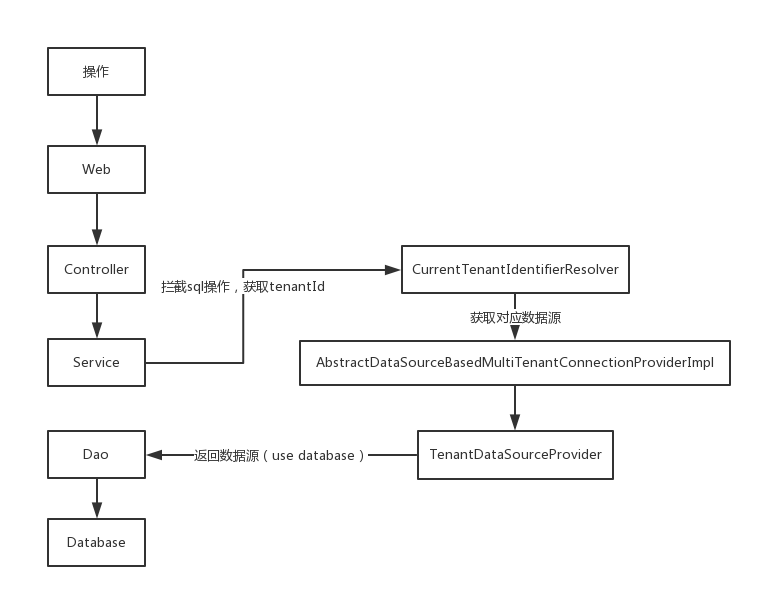 操作
Web
Controller
CurrentTenantIdentifierResolver
拦截sql操作，获取tenantId
获取对应数据源
Service
AbstractDataSourceBasedMultiTenantConnectionProviderImpl
Dao
返回数据源（use database）
TenantDataSourceProvider
Database